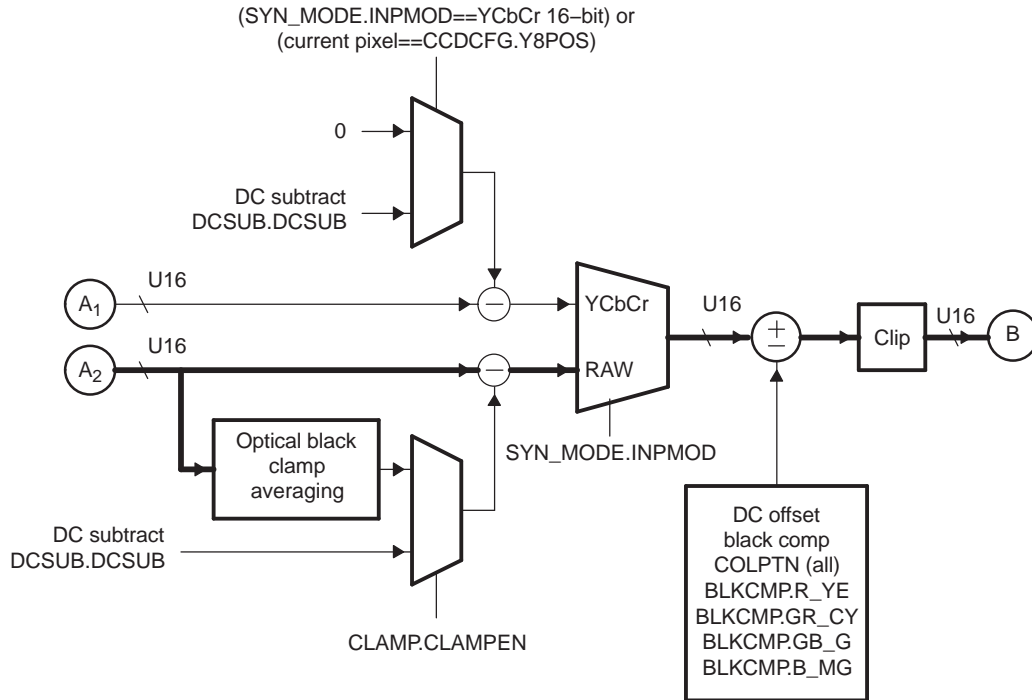 (SYN_MODE.INPMOD==YCbCr 16–bit) or
(current pixel==CCDCFG.Y8POS)
0
DC subtract
DCSUB.DCSUB
U16
A1
YCbCr
U16
U16
±
Clip
B
U16
A2
RAW
Optical black
clamp
averaging
SYN_MODE.INPMOD
DC subtract
DCSUB.DCSUB
CLAMP.CLAMPEN
DC offset
black comp
COLPTN (all)
BLKCMP.R_YE
BLKCMP.GR_CY
BLKCMP.GB_G
BLKCMP.B_MG